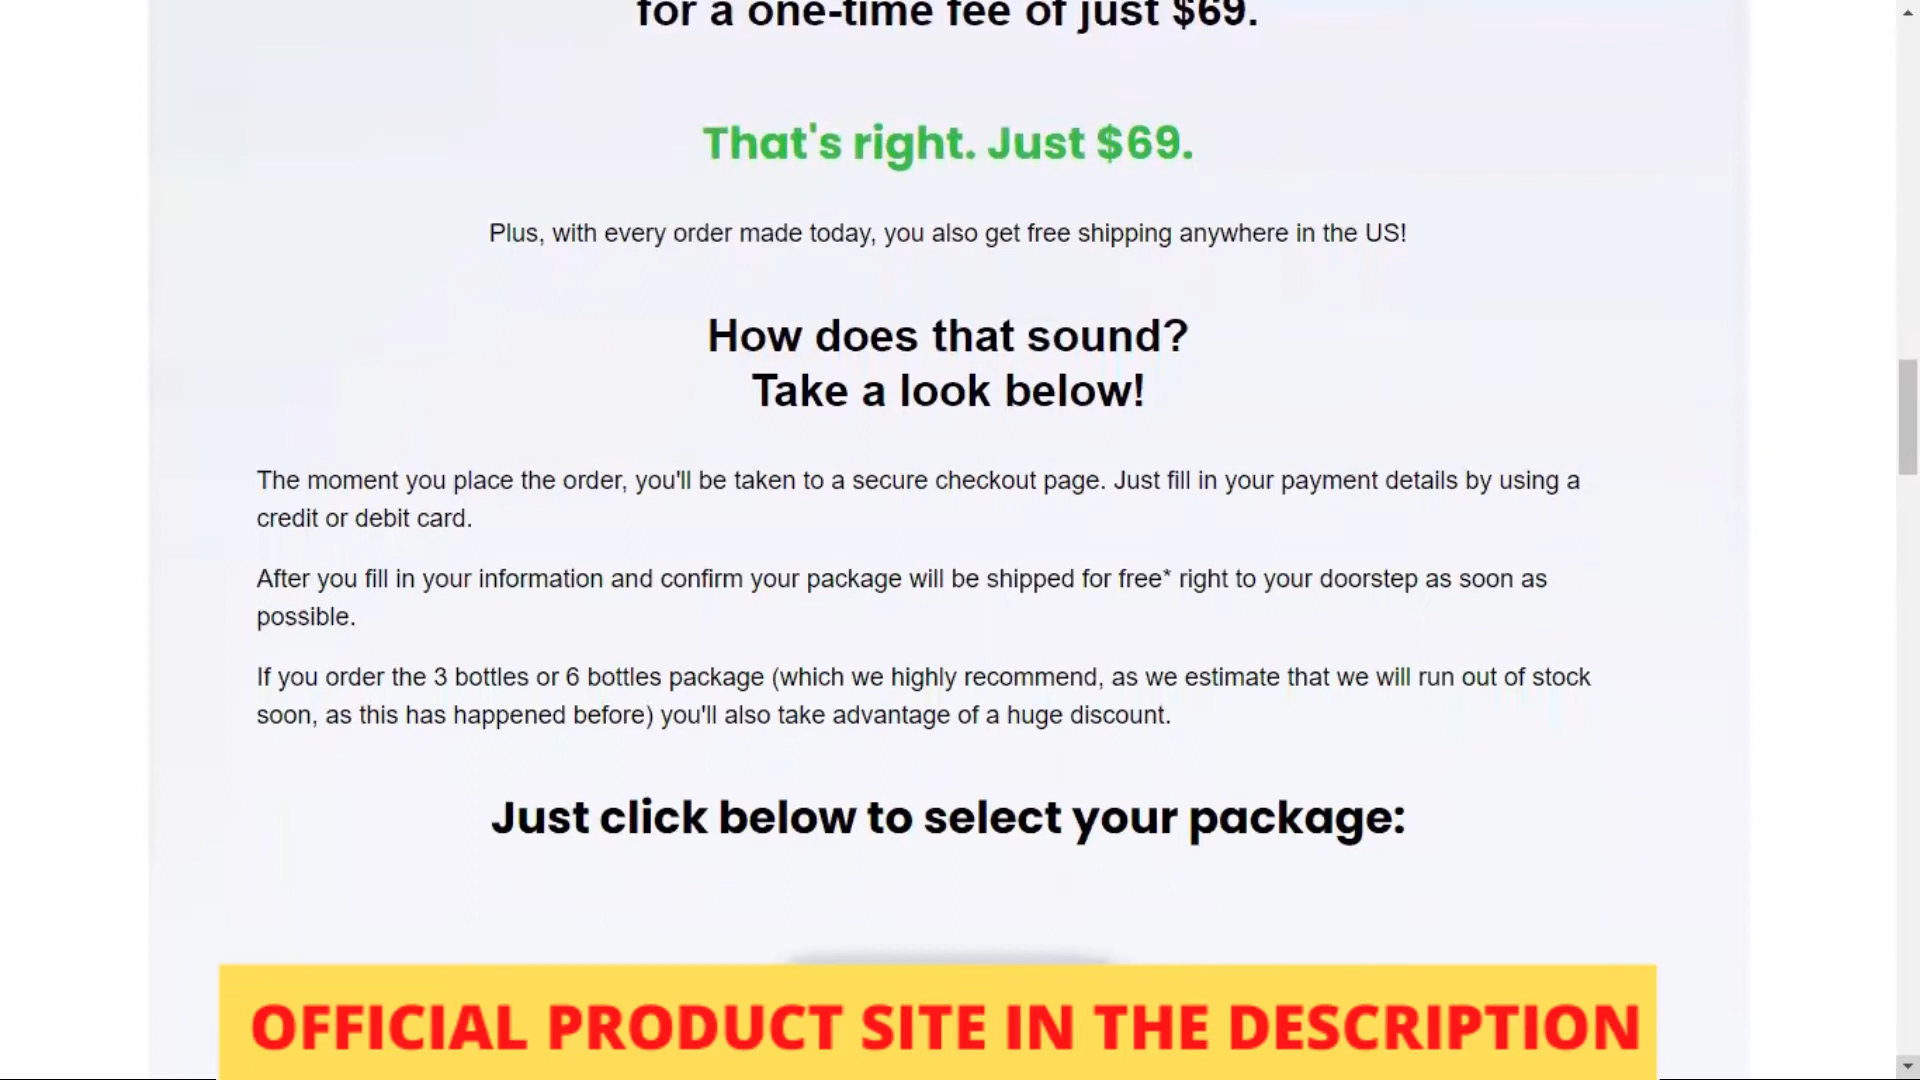 for a one-time fee of just $69.
That's right. Just $69.
Plus, with every order made today, you also get free shipping anywhere in the US!
How does that sound?
Take a look below!
The moment you place the order, you'll be taken to a secure checkout page. Just fill in your payment details by using a
credit or debit card.
After you fill in your information and confirm your package will be shipped for free* right to your doorstep as soon as
possible.
If you order the 3 bottles or 6 bottles package (which we highly recommend, as we estimate that we will run out of stock
soon, as this has happened before) you'll also take advantage of a huge discount.
Just click below to select your package:
OFFICIAL PRODUCT SITE IN THE DESCRIPTION